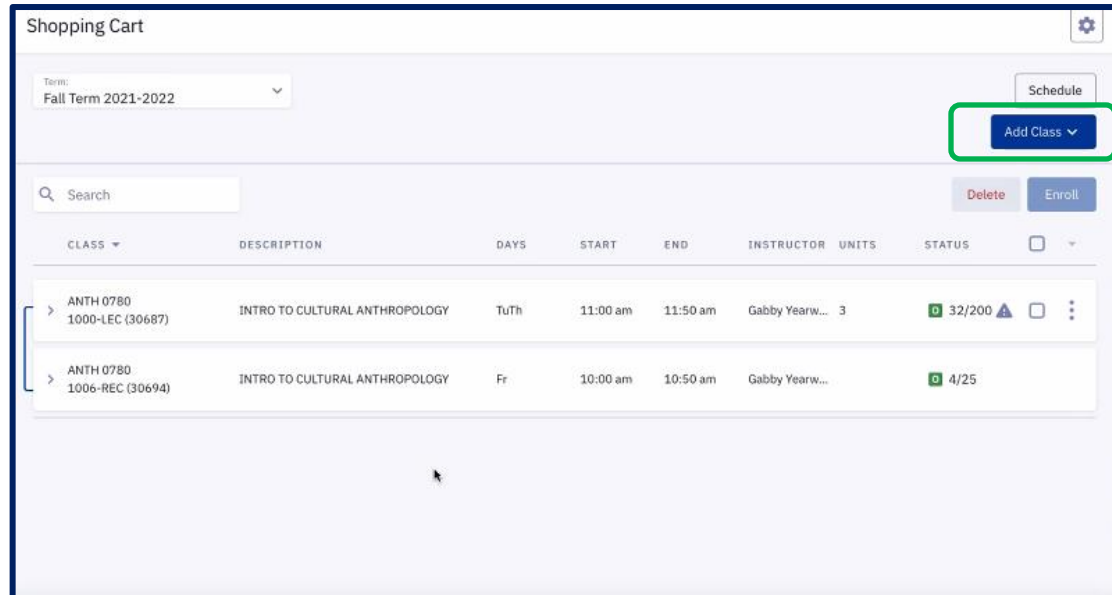 Shopping Cart
Term:
Fall Term 2021-2022
Schedule
Add Class
Search
Delete
Enroll
CLASS DESCRIPTION DAYS START END INSTRUCTOR UNITS STATUS
ANTH 0780
1000-LEC (30687)
INTRO TO CULTURAL ANTHROPOLOGY TuTh 11:00 am 11:50 am Gabby Yearw... 3 O 32/200
ANTH 0780
1006-REC (30694)
INTRO TO CULTURAL ANTHROPOLOGY Fr 10:00 am 10:50 am Gabby Yearw... O 4/25